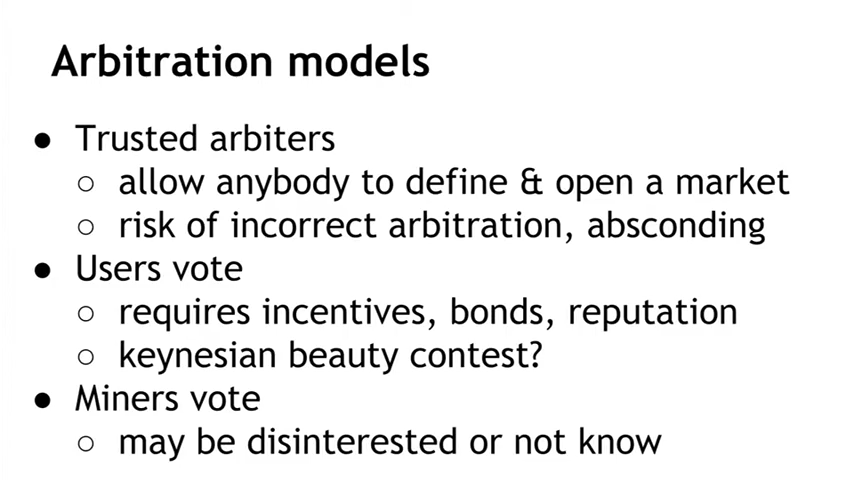 Arbitration models
● Trusted arbiters
○ allow anybody to define & open a market
○ risk of incorrect arbitration, absconding
● Users vote
○ requires incentives, bonds, reputation
○ keynesian beauty contest?
● Miners vote
○ may be disinterested or not know